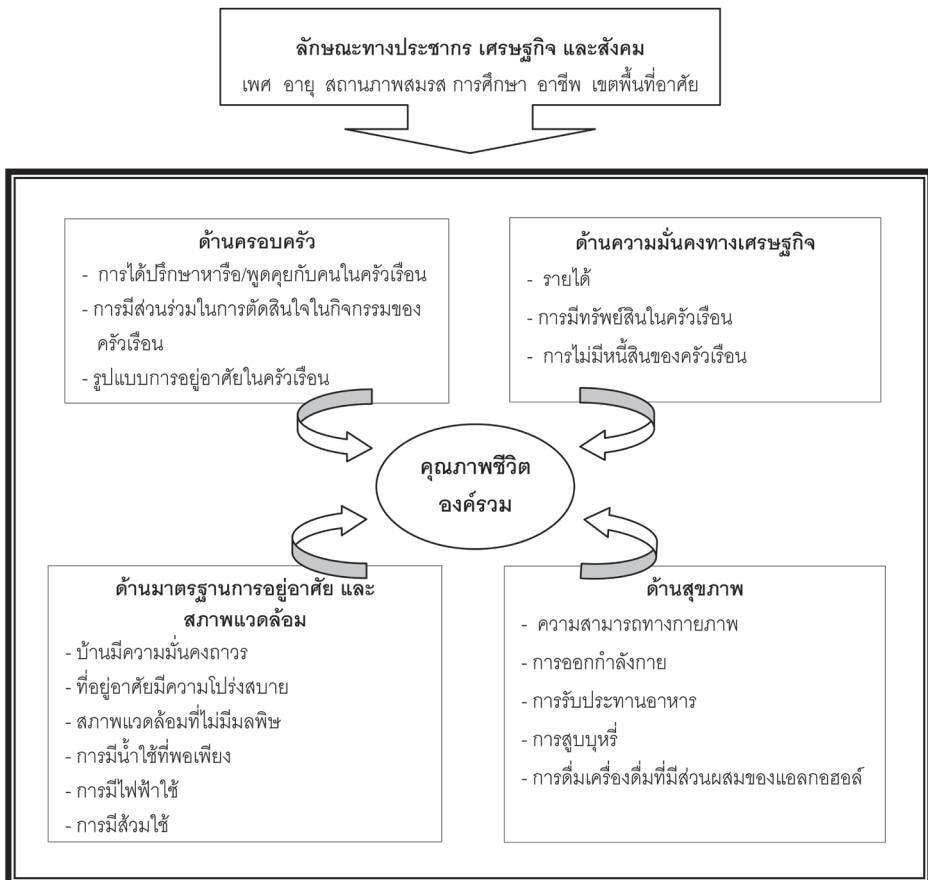 ลักษณะทางประชากร เศรษฐกิจ และสังคม
เพศ อายุ สถานภาพสมรส การศึกษา อาชีพ เขตพื้นที่อาศัย
ด้านครอบครัว
- การได้ปรึกษาหารือ/พูดคุยกับคนในครัวเรือน
- การมีส่วนร่วมในการตัดสินใจในกิจกรรมของ
ครัวเรือน
- รูปแบบการอยู่อาศัยในครัวเรือน
ด้านความมั่นคงทางเศรษฐกิจ
- รายได้
- การมีทรัพย์สินในครัวเรือน
- การไม่มีหนี้สินของครัวเรือน
คุณภาพชีวิต
องค์รวม
ด้านมาตรฐานการอยู่อาศัย และ
สภาพแวดล้อม
- บ้านมีความมั่นคงถาวร
- ที่อยู่อาศัยมีความโปร่งสบาย
- สภาพแวดล้อมที่ไม่มีมลพิษ
- การมีน้ำใช้ที่พอเพียง
- การมีไฟฟ้าใช้
- การมีส้วมใช้
ด้านสุขภาพ
- ความสามารถทางกายภาพ
- การออกกำลังกาย
- การรับประทานอาหาร
- การสูบบุหรี่
- การดื่มเครื่องดื่มที่มีส่วนผสมของแอลกอฮอล์